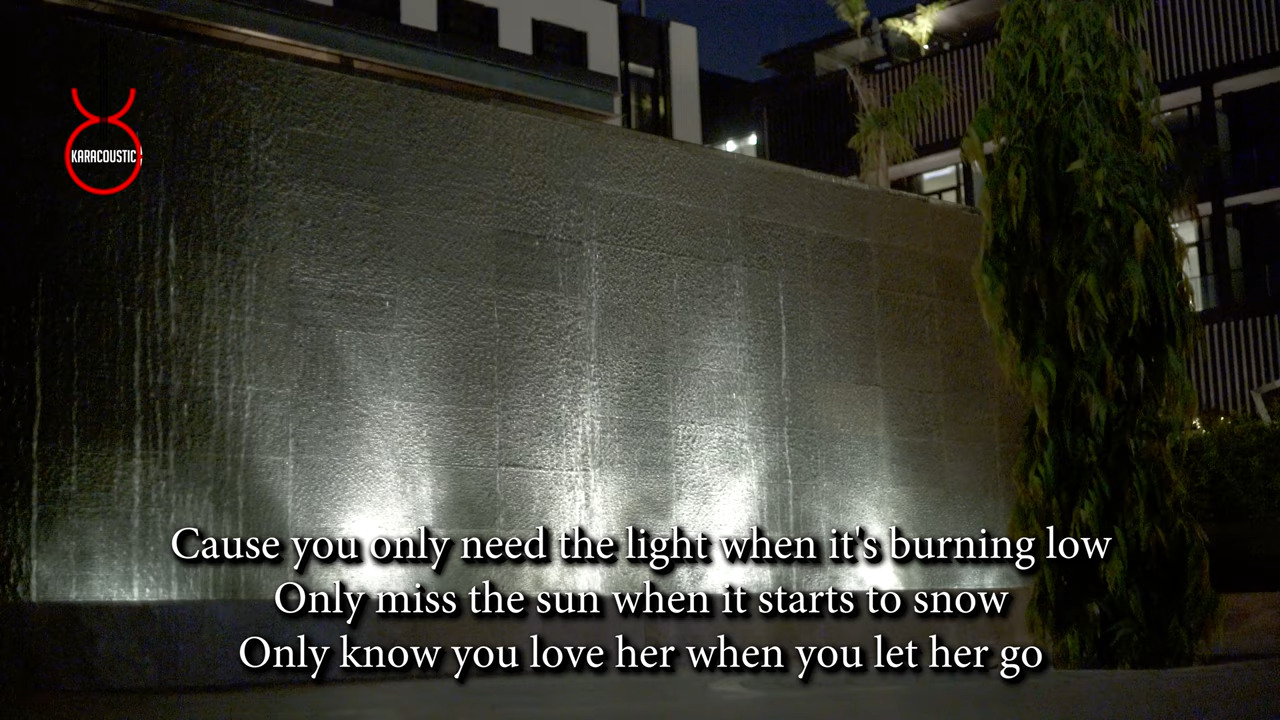 KARACOUSTIC
Cause you only need the light when it's burning low
Only miss the sun when it starts to snow
Only know you love her when you let her go